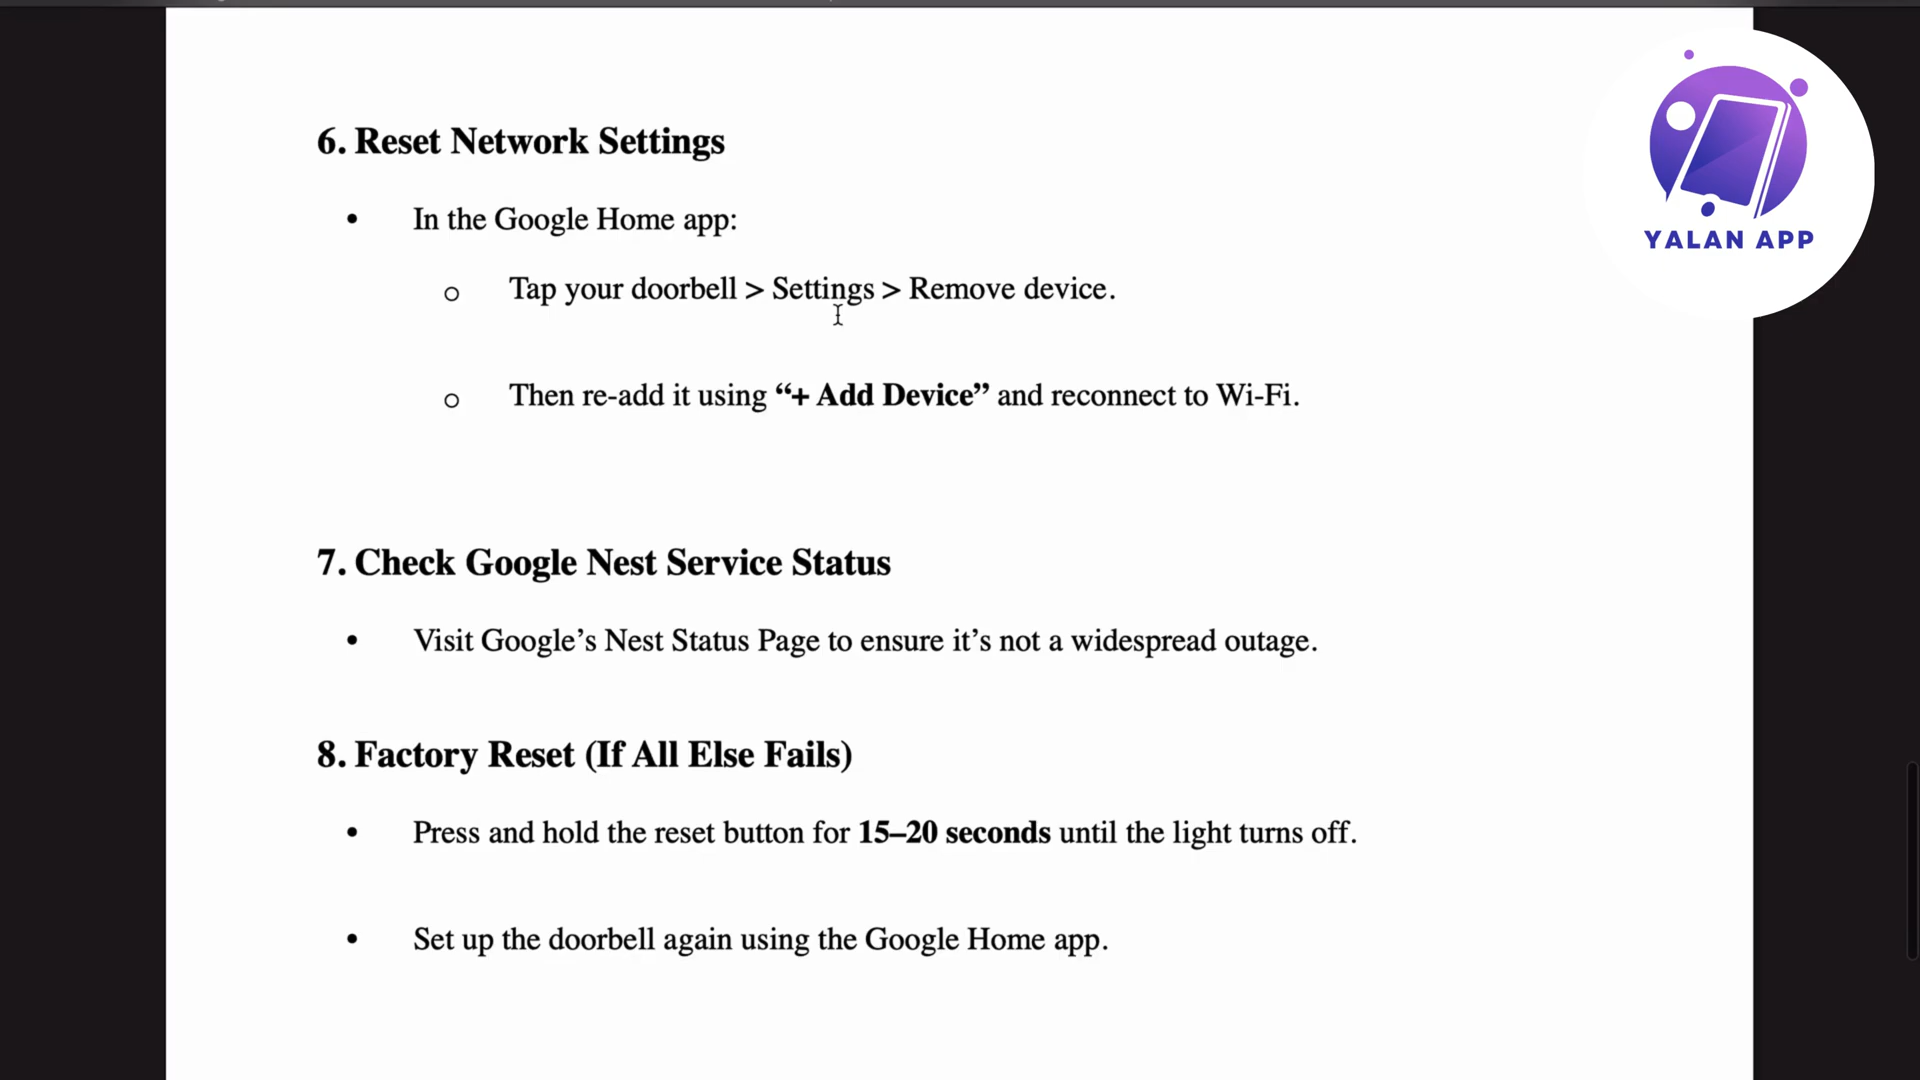 YALAN APP
6. Reset Network Settings
• In the Google Home app:
o Tap your doorbell > Settings > Remove device.
o Then re-add it using “+ Add Device” and reconnect to Wi-Fi.
7. Check Google Nest Service Status
• Visit Google’s Nest Status Page to ensure it’s not a widespread outage.
8. Factory Reset (If All Else Fails)
• Press and hold the reset button for 15–20 seconds until the light turns off.
• Set up the doorbell again using the Google Home app.